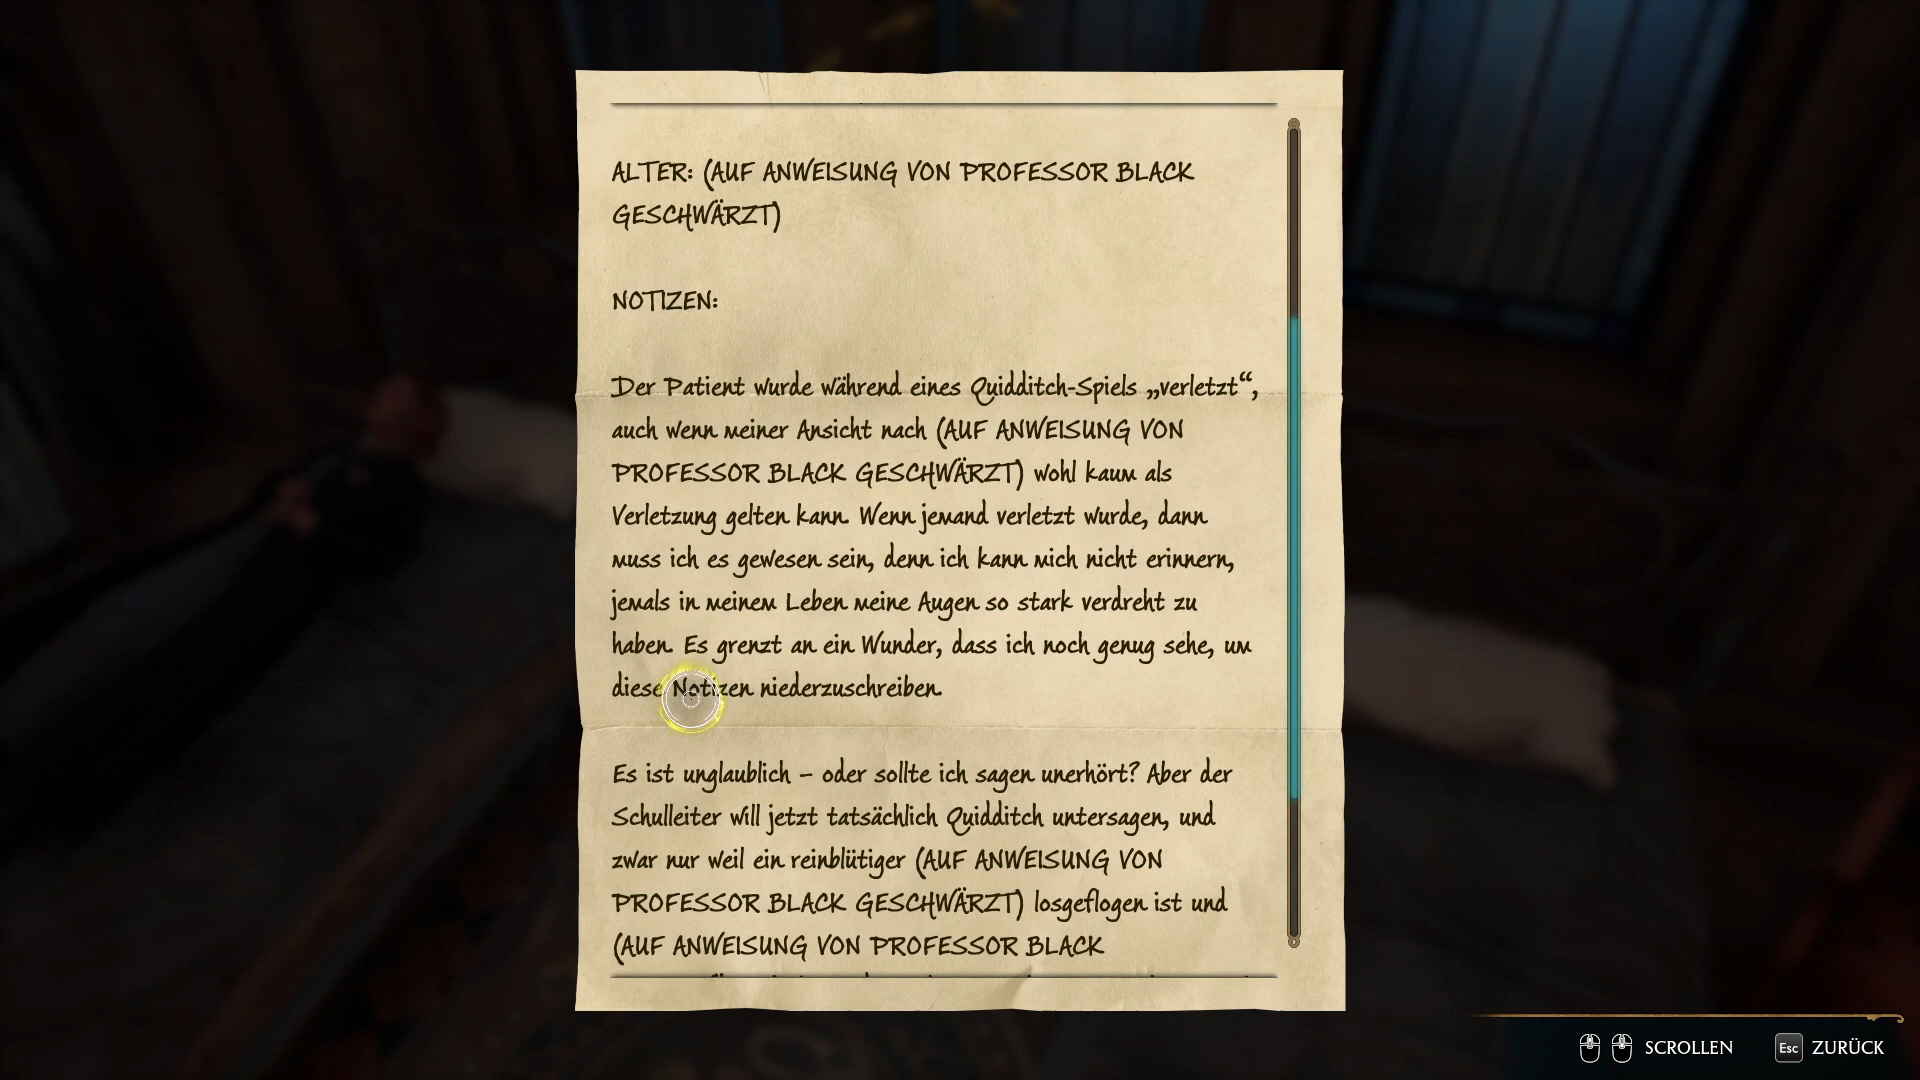 ALTER: (AUF ANWEISUNG VON PROFESSOR BLACK
GESCHWÄRZT)
NOTIZEN:
Der Patient wurde während eines Quidditch-Spiels „verletzt“,
auch wenn meiner Ansicht nach (AUF ANWEISUNG VON
PROFESSOR BLACK GESCHWÄRZT) wohl kaum als
Verletzung gelten kann. Wenn jemand verletzt wurde, dann
muss ich es gewesen sein, denn ich kann mich nicht erinnern,
jemals in meinem Leben meine Augen so stark verdreht zu
haben. Es grenzt an ein Wunder, dass ich noch genug sehe, um
diese Notizen niederzuschreiben.
Es ist unglaublich – oder sollte ich sagen unerhört? Aber der
Schulleiter will jetzt tatsächlich Quidditch untersagen, und
zwar nur weil ein reinblütiger (AUF ANWEISUNG VON
PROFESSOR BLACK GESCHWÄRZT) losgeflogen ist und
(AUF ANWEISUNG VON PROFESSOR BLACK
SCROLLEN
Esc ZURÜCK